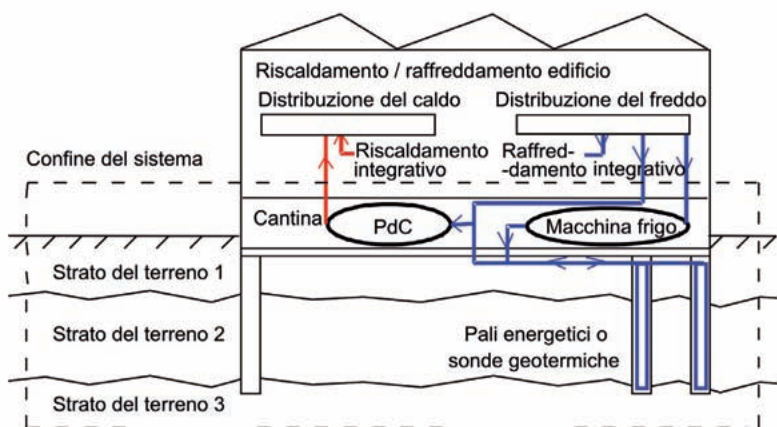 Riscaldamento / raffreddamento edificio
Distribuzione del caldo
Distribuzione del freddo
Confine del sistema
Riscaldamento
integrativo
Raffred-
-damento integrativo
Cantina
PdC
Macchina frigo
Strato del terreno 1
Strato del terreno 2
Pali energetici o
sonde geotermiche
Strato del terreno 3